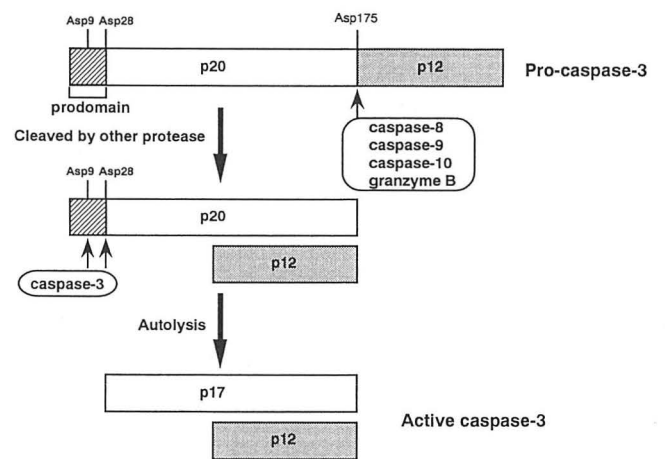 Asp9 Asp28
Asp175
p20
p12
Pro-caspase-3
prodomain
Cleaved by other protease
caspase-8
caspase-9
caspase-10
granzyme B
Asp9 Asp28
p20
p12
caspase-3
Autolysis
p17
p12
Active caspase-3